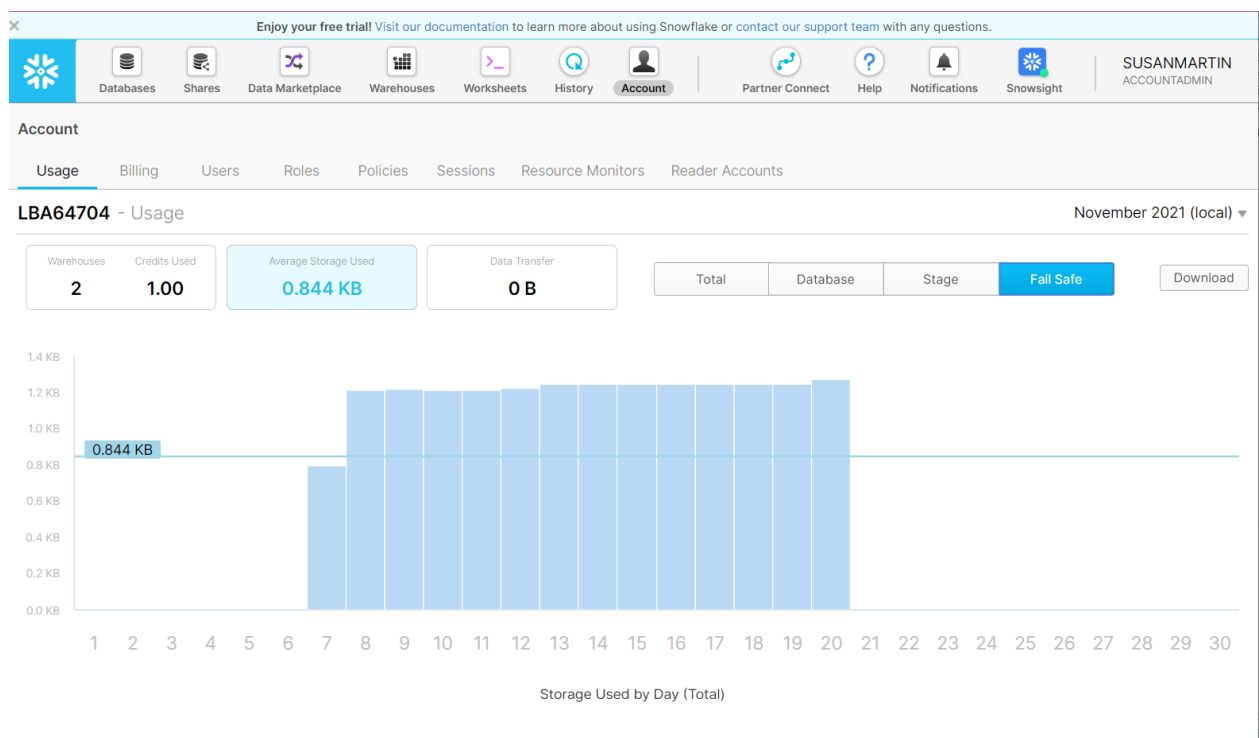 Enjoy your free trial! Visit our documentation to learn more about using Snowflake or contact our support team with any questions.
Databases Shares Data Marketplace Warehouses Worksheets History Account Partner Connect Help Notifications Snowsight
SUSANMARTIN
ACCOUNTADMIN
Account
Usage Billing Users Roles Policies Sessions Resource Monitors Reader Accounts
LBA64704 - Usage
November 2021 (local)
Warehouses Credits Used Average Storage Used Data Transfer
2 1.00 0.844 KB 0 B
Total Database Stage Fail Safe Download
1.4 KB
1.2 KB
1.0 KB
0.844 KB
0.8 KB
0.6 KB
0.4 KB
0.2 KB
0.0 KB
1 2 3 4 5 6 7 8 9 10 11 12 13 14 15 16 17 18 19 20 21 22 23 24 25 26 27 28 29 30
Storage Used by Day (Total)